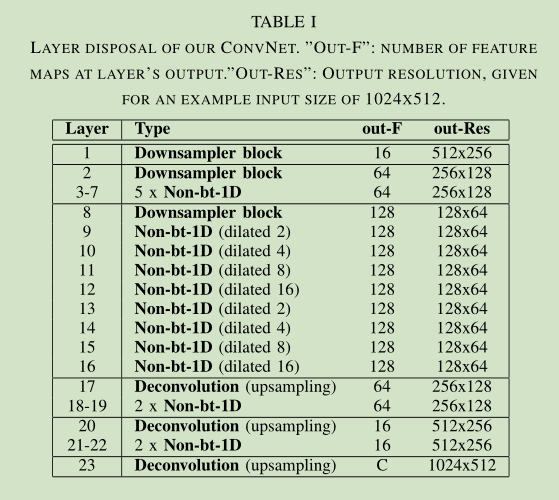 TABLE I
LAYER DISPOSAL OF OUR CONVNET. "OUT-F": NUMBER OF FEATURE
MAPS AT LAYER'S OUTPUT."OUT-RES": OUTPUT RESOLUTION, GIVEN
FOR AN EXAMPLE INPUT SIZE OF 1024X512.
Layer Type out-F out-Res
1 Downsampler block 16 512x256
2 Downsampler block 64 256x128
3-7 5 x Non-bt-1D 64 256x128
8 Downsampler block 128 128x64
9 Non-bt-1D (dilated 2) 128 128x64
10 Non-bt-1D (dilated 4) 128 128x64
11 Non-bt-1D (dilated 8) 128 128x64
12 Non-bt-1D (dilated 16) 128 128x64
13 Non-bt-1D (dilated 2) 128 128x64
14 Non-bt-1D (dilated 4) 128 128x64
15 Non-bt-1D (dilated 8) 128 128x64
16 Non-bt-1D (dilated 16) 128 128x64
17 Deconvolution (upsampling) 64 256x128
18-19 2 x Non-bt-1D 64 256x128
20 Deconvolution (upsampling) 16 512x256
21-22 2 x Non-bt-1D 16 512x256
23 Deconvolution (upsampling) C 1024x512